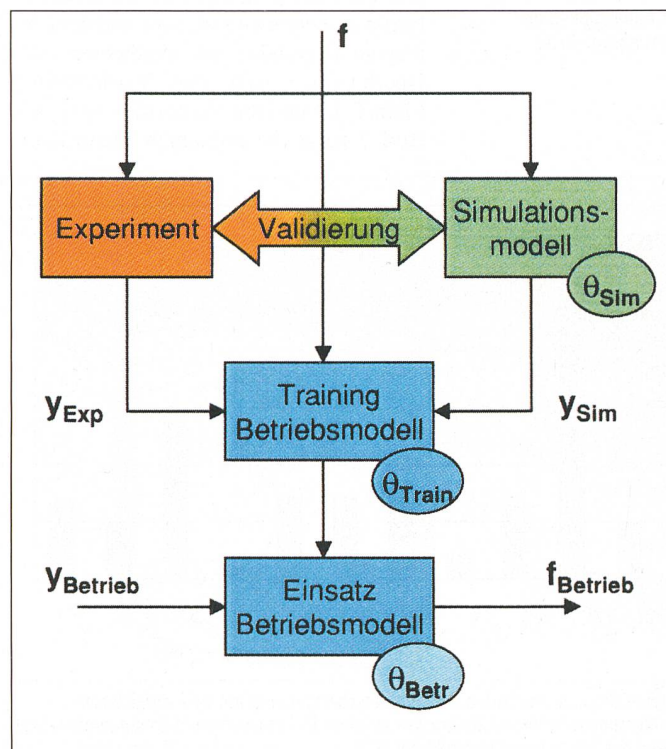 f
Experiment
Validierung
Simulations-
modell
θSim
yExp
Training
Betriebsmodell
ySim
θTrain
yBetrieb
Einsatz
Betriebsmodell
fBetrieb
θBetr